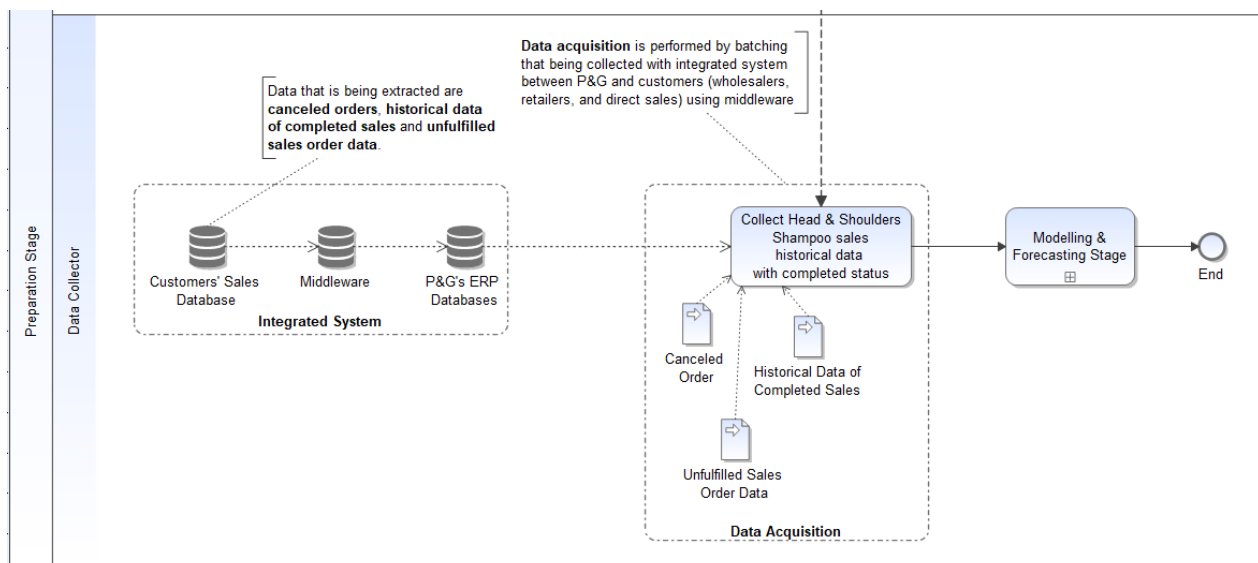 Preparation Stage
Data Collector
Data that is being extracted are
canceled orders, historical data
of completed sales and unfulfilled
sales order data.
Data acquisition is performed by batching
that being collected with integrated system
between P&G and customers (wholesalers,
retailers, and direct sales) using middleware
Customers' Sales
Database
Middleware
P&G's ERP
Databases
Integrated System
Collect Head & Shoulders
Shampoo sales
historical data
with completed status
Canceled
Order
Historical Data of
Completed Sales
Unfulfilled Sales
Order Data
Data Acquisition
Modelling &
Forecasting Stage
End